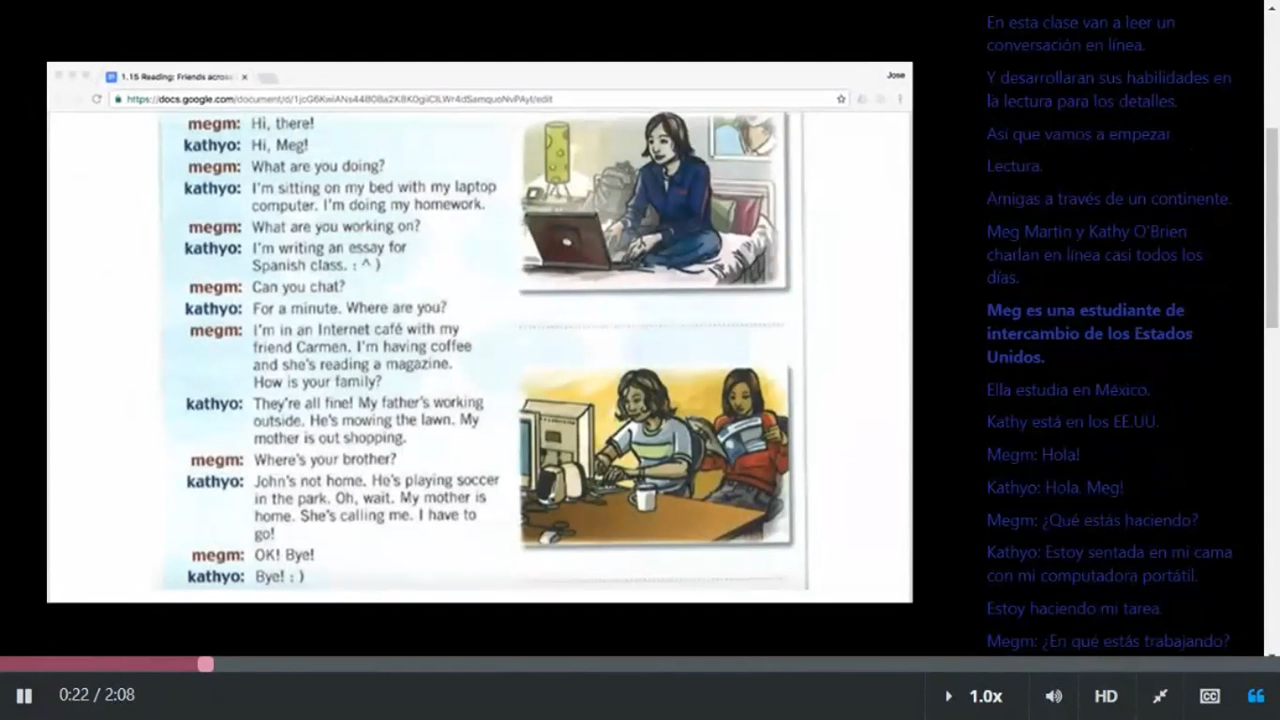 1.15 Reading: Friends across
Jose
megm: Hi, there!
kathyo: Hi, Meg!
megm: What are you doing?
kathyo: I'm sitting on my bed with my laptop
computer. I'm doing my homework.
megm: What are you working on?
kathyo: I'm writing an essay for
Spanish class. : ^ )
megm: Can you chat?
kathyo: For a minute. Where are you?
megm: I'm in an Internet café with my
friend Carmen. I'm having coffee
and she's reading a magazine.
How is your family?
kathyo: They're all fine! My father's working
outside. He's mowing the lawn. My
mother is out shopping.
megm: Where's your brother?
kathyo: John's not home. He's playing soccer
in the park. Oh, wait. My mother is
home. She's calling me. I have to
go!
megm: OK! Bye!
kathyo: Bye! : )
En esta clase van a leer un
conversación en línea.
Y desarrollaran sus habilidades en
la lectura para los detalles.
Así que vamos a empezar
Lectura.
Amigas a través de un continente.
Meg Martin y Kathy O'Brien
charlan en línea casi todos los
días.
Meg es una estudiante de
intercambio de los Estados
Unidos.
Ella estudia en México.
Kathy está en los EE.UU.
Megm: Hola!
Kathyo: Hola. Meg!
Megm: ¿Qué estás haciendo?
Kathyo: Estoy sentada en mi cama
con mi computadora portátil.
Estoy haciendo mi tarea.
Megm: ¿En qué estás trabajando?
0:22 / 2:08
1.0x
HD
CC